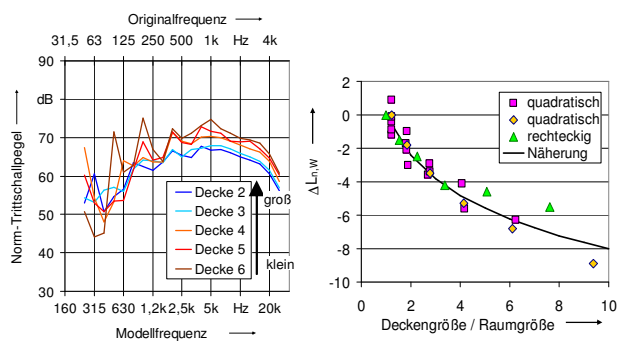 Originalfrequenz
31,5 63 125 250 500 1k Hz 4k
Norm-Trittschallpegel
90
dB
70
60
50
40
30
Decke 2
Decke 3
Decke 4
Decke 5
Decke 6
groß
klein
160 315 630 1,2k 2,5k 5k Hz 20k
Modellfrequenz
ΔLn,W
2
0
-2
-4
-6
-8
-10
quadratisch
quadratisch
rechteckig
Näherung
0 2 4 6 8 10
Deckengröße / Raumgröße